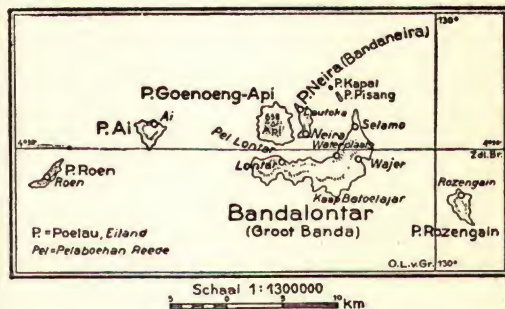 130°
P. Neira (Bandaneira)
P. Kapal
P. Pisang
P. Goenoeng-Api
658
API
Lautoka
Selamo
Ai
P. Ai
Neira
Waterplaats
Pel Lontar
4°30'
4°30'
Zdl.Br.
Lontar
Wajer
P. Roen
Roen
Kaap Batoelajar
Rozengain
Bandalontar
(Groot Banda)
P. Rozengain
P. = Poelau, Eiland
Pel = Pelaboehan Reede
O.L.v.Gr.
130°
Schaal 1:1300000
5 0 5 10 km